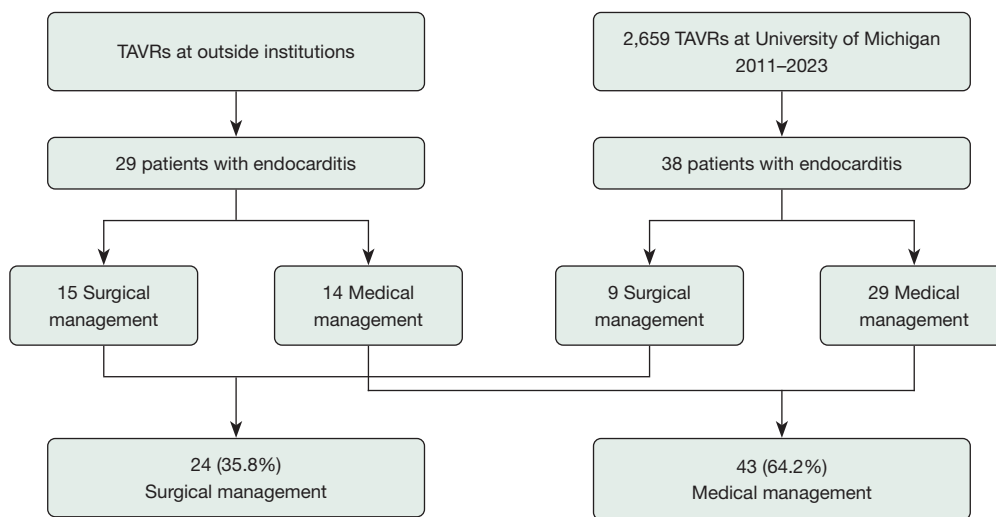 TAVRs at outside institutions
2,659 TAVRs at University of Michigan
2011–2023
29 patients with endocarditis
38 patients with endocarditis
15 Surgical
management
14 Medical
management
9 Surgical
management
29 Medical
management
24 (35.8%)
Surgical management
43 (64.2%)
Medical management